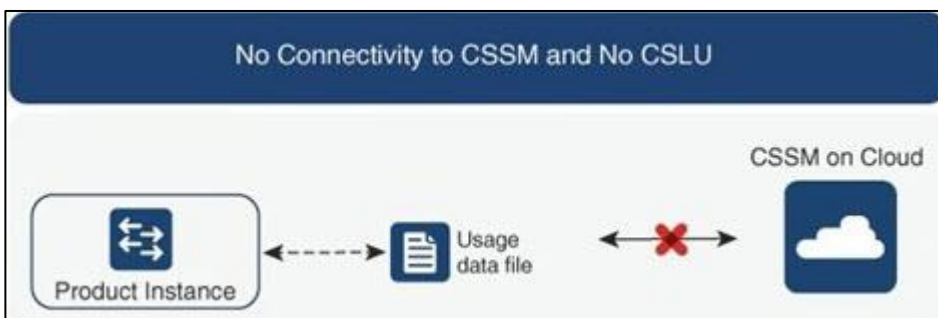 No Connectivity to CSSM and No CSLU
CSSM on Cloud
Usage
data file
Product Instance